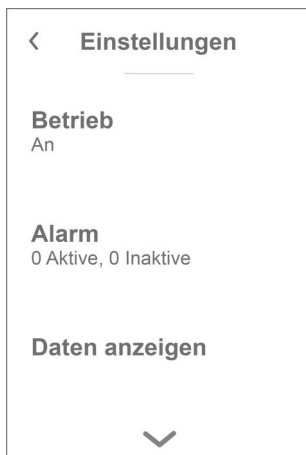 Einstellungen
Betrieb
An
Alarm
0 Aktive, 0 Inaktive
Daten anzeigen